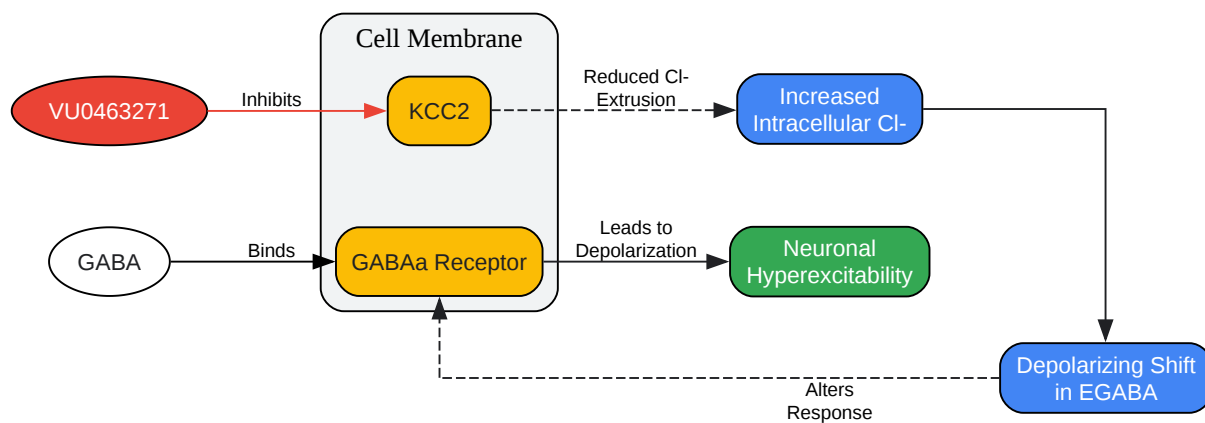 Cell Membrane
VU0463271
Inhibits
KCC2
Reduced Cl-
Extrusion
Increased
Intracellular Cl-
GABA
Binds
GABAa Receptor
Leads to
Depolarization
Neuronal
Hyperexcitability
Depolarizing Shift
in EGABA
Alters
Response